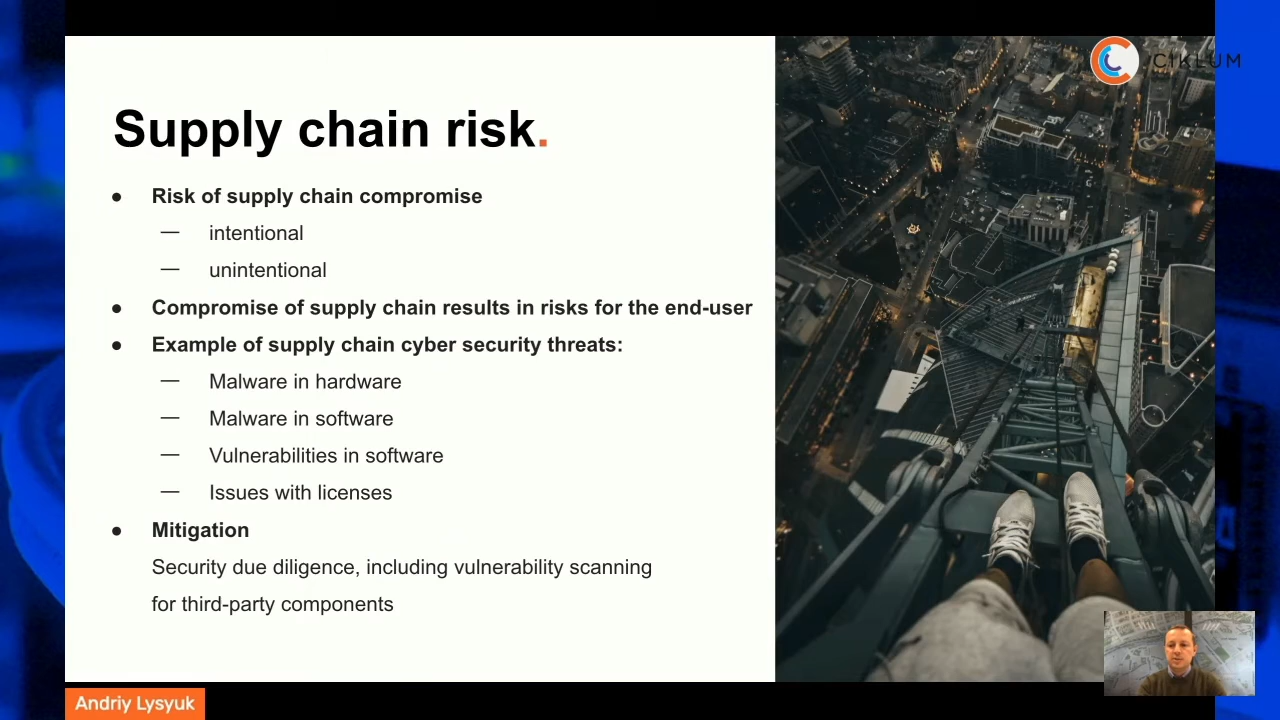 CIKLUM
Supply chain risk.
● Risk of supply chain compromise
— intentional
— unintentional
● Compromise of supply chain results in risks for the end-user
● Example of supply chain cyber security threats:
— Malware in hardware
— Malware in software
— Vulnerabilities in software
— Issues with licenses
● Mitigation
Security due diligence, including vulnerability scanning
for third-party components
Andriy Lysyuk